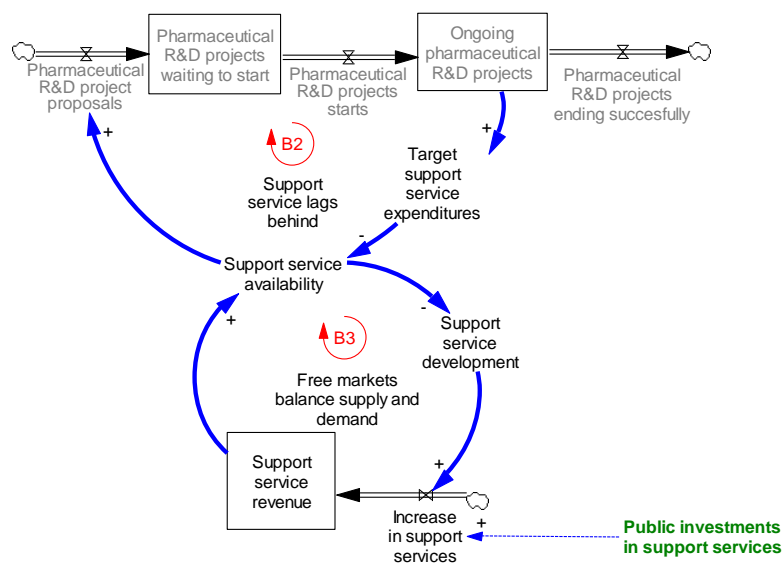 Pharmaceutical
R&D project
proposals
Pharmaceutical
R&D projects
waiting to start
Pharmaceutical
R&D projects
starts
Ongoing
pharmaceutical
R&D projects
Pharmaceutical
R&D projects
ending succesfully
+
+
B2
Support
service lags
behind
Target
support
service
expenditures
-
Support service
availability
+
-
B3
Support
service
development
Free markets
balance supply and
demand
Support
service
revenue
+
Increase
in support
services
+
Public investments
in support services